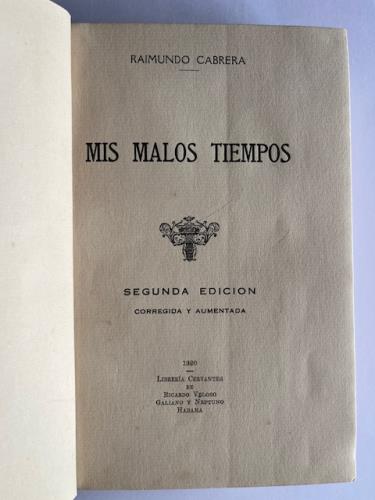 RAIMUNDO CABRERA
MIS MALOS TIEMPOS
SEGUNDA EDICION
CORREGIDA Y AUMENTADA
1920
LIBRERÍA CERVANTES
DE
RICARDO VELOSO
GALIANO Y NEPTUNO
HABANA